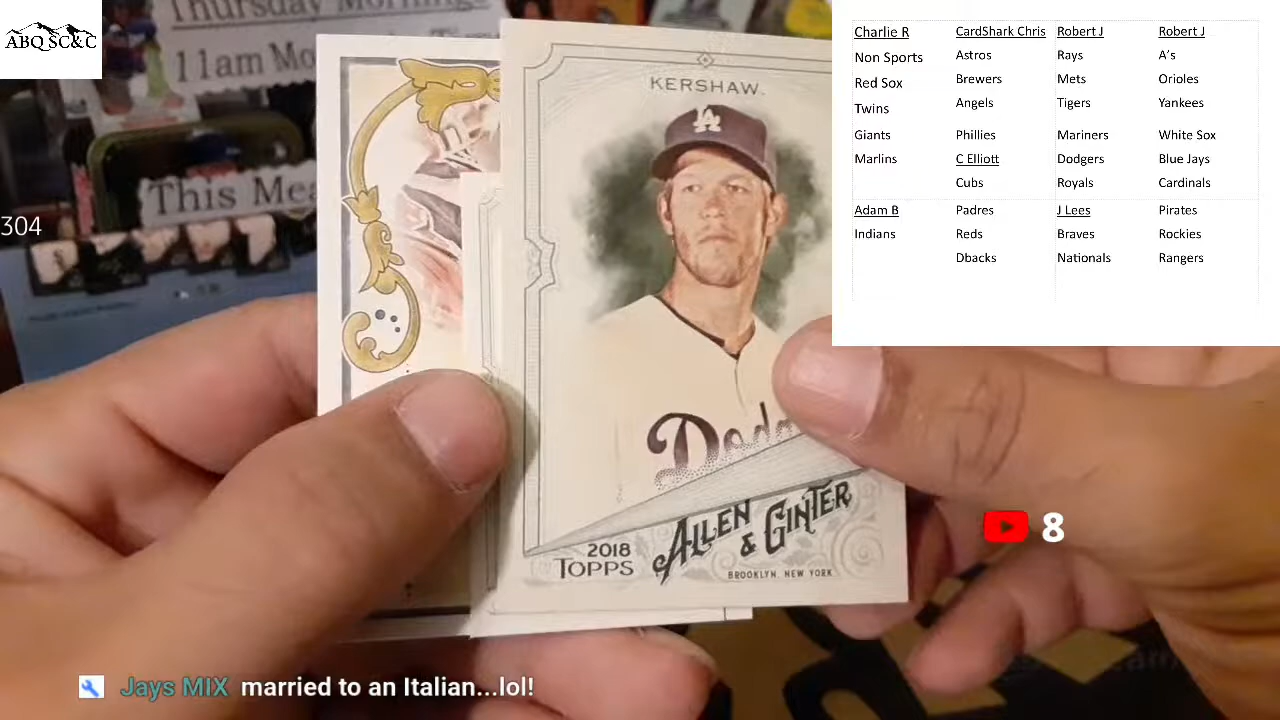 ABQ SC&C
Thursday Mornings
11am Mo
This Mea
304
KERSHAW
LA
Dod
2018
TOPPS
ALLEN
& GINTER
BROOKLYN, NEW YORK
Charlie R
Non Sports
Red Sox
Twins
Giants
Marlins
Adam B
Indians
CardShark Chris
Astros
Brewers
Angels
Phillies
C Elliott
Cubs
Padres
Reds
Dbacks
Robert J
Rays
Mets
Tigers
Mariners
Dodgers
Royals
J Lees
Braves
Nationals
Robert J
A's
Orioles
Yankees
White Sox
Blue Jays
Cardinals
Pirates
Rockies
Rangers
8
Jays MIX married to an Italian...lol!